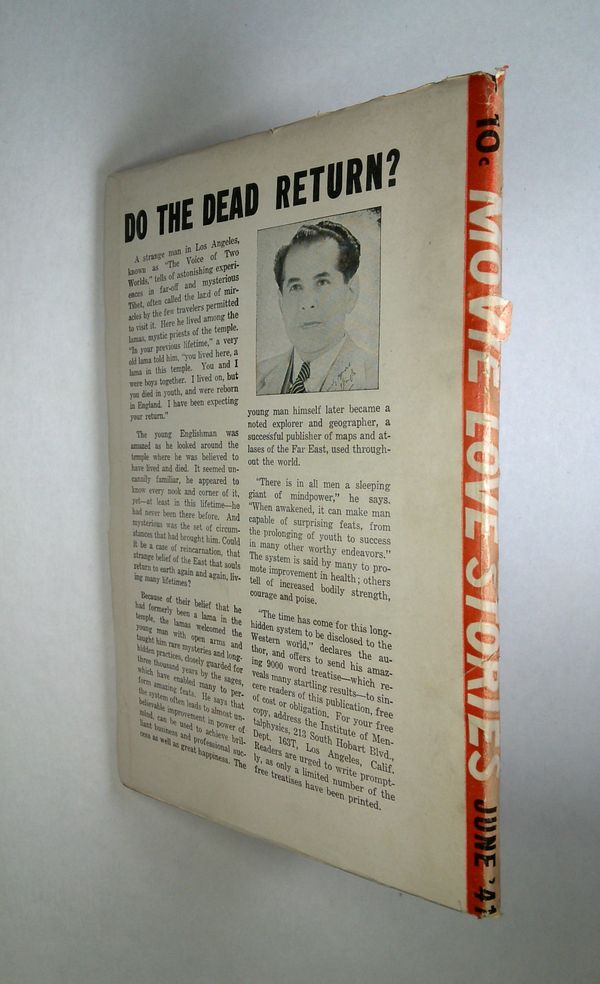 DO THE DEAD RETURN?
A strange man in Los Angeles,
known as "The Voice of Two
Worlds," tells of astonishing experi-
ences in far-off and mysterious
Tibet, often called the land of mir-
acles by the few travelers permitted
to visit it. Here he lived among the
lamas, mystic priests of the temple.
"In your previous lifetime," a very
old lama told him, "you lived here, a
lama in this temple. You and I
were boys together. I lived on, but
you died in youth, and were reborn
in England. I have been expecting
your return."
The young Englishman was
amazed as he looked around the
temple where he was believed to
have lived and died. It seemed un-
cannily familiar, he appeared to
know every nook and corner of it,
yet—at least in this lifetime—he
had never been there before. And
mysterious was the set of circum-
stances that had brought him. Could
it be a case of reincarnation, that
strange belief of the East that souls
return to earth again and again, liv-
ing many lifetimes?
Because of their belief that he
had formerly been a lama in the
temple, the lamas welcomed the
young man with open arms and
taught him rare mysteries and long-
hidden practices, closely guarded for
three thousand years by the sages,
which have enabled many to per-
form amazing feats. He says that
the system often leads to almost un-
believable improvement in power of
mind, can be used to achieve bril-
liant business and professional suc-
cess as well as great happiness. The
young man himself later became a
noted explorer and geographer, a
successful publisher of maps and at-
lases of the Far East, used through-
out the world.
"There is in all men a sleeping
giant of mindpower," he says.
"When awakened, it can make man
capable of surprising feats, from
the prolonging of youth to success
in many other worthy endeavors."
The system is said by many to pro-
mote improvement in health; others
tell of increased bodily strength,
courage and poise.
"The time has come for this long-
hidden system to be disclosed to the
Western world," declares the au-
thor, and offers to send his amaz-
ing 9000 word treatise—which re-
veals many startling results—to sin-
cere readers of this publication, free
of cost or obligation. For your free
copy, address the Institute of Men-
talphysics, 213 South Hobart Blvd.,
Dept. 163T, Los Angeles, Calif.
Readers are urged to write prompt-
ly, as only a limited number of the
free treatises have been printed.
10c MOVIE LOVE STORIES JUNE '41